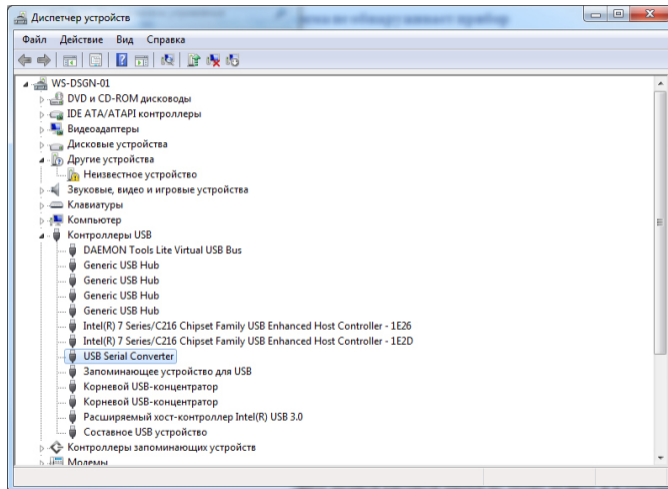 Диспетчер устройств
Файл Действие Вид Справка
WS-DSGN-01
DVD и CD-ROM дисководы
IDE ATA/ATAPI контроллеры
Видеоадаптеры
Дисковые устройства
Другие устройства
Неизвестное устройство
Звуковые, видео и игровые устройства
Клавиатуры
Компьютер
Контроллеры USB
DAEMON Tools Lite Virtual USB Bus
Generic USB Hub
Generic USB Hub
Generic USB Hub
Generic USB Hub
Intel(R) 7 Series/C216 Chipset Family USB Enhanced Host Controller - 1E26
Intel(R) 7 Series/C216 Chipset Family USB Enhanced Host Controller - 1E2D
USB Serial Converter
Запоминающее устройство для USB
Корневой USB-концентратор
Корневой USB-концентратор
Расширяемый хост-контроллер Intel(R) USB 3.0
Составное USB устройство
Контроллеры запоминающих устройств
Модемы